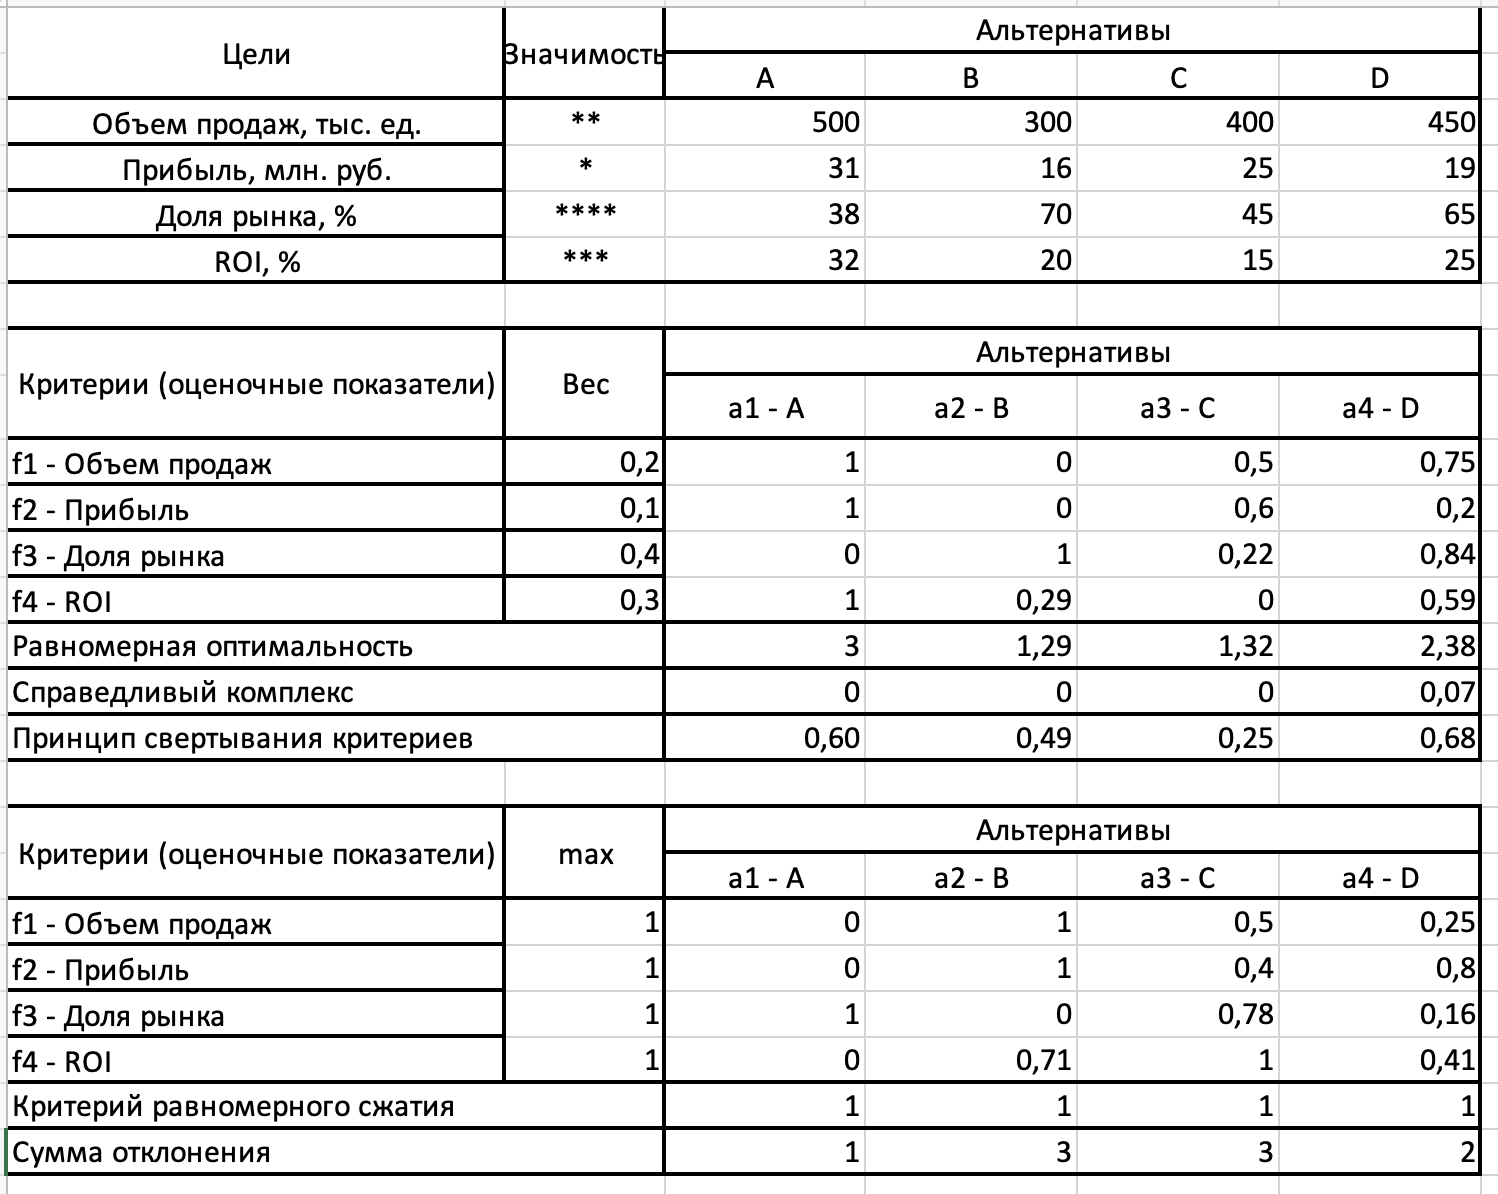 Альтернативы
Цели Значимость
A B C D
Объем продаж, тыс. ед. ** 500 300 400 450
Прибыль, млн. руб. * 31 16 25 19
Доля рынка, % **** 38 70 45 65
ROI, % *** 32 20 15 25
Альтернативы
Критерии (оценочные показатели) Вес
a1 - A a2 - B a3 - C a4 - D
f1 - Объем продаж 0,2 1 0 0,5 0,75
f2 - Прибыль 0,1 1 0 0,6 0,2
f3 - Доля рынка 0,4 0 1 0,22 0,84
f4 - ROI 0,3 1 0,29 0 0,59
Равномерная оптимальность 3 1,29 1,32 2,38
Справедливый комплекс 0 0 0 0,07
Принцип свертывания критериев 0,60 0,49 0,25 0,68
Альтернативы
Критерии (оценочные показатели) max
a1 - A a2 - B a3 - C a4 - D
f1 - Объем продаж 1 0 1 0,5 0,25
f2 - Прибыль 1 0 1 0,4 0,8
f3 - Доля рынка 1 1 0 0,78 0,16
f4 - ROI 1 0 0,71 1 0,41
Критерий равномерного сжатия 1 1 1 1
Сумма отклонения 1 3 3 2